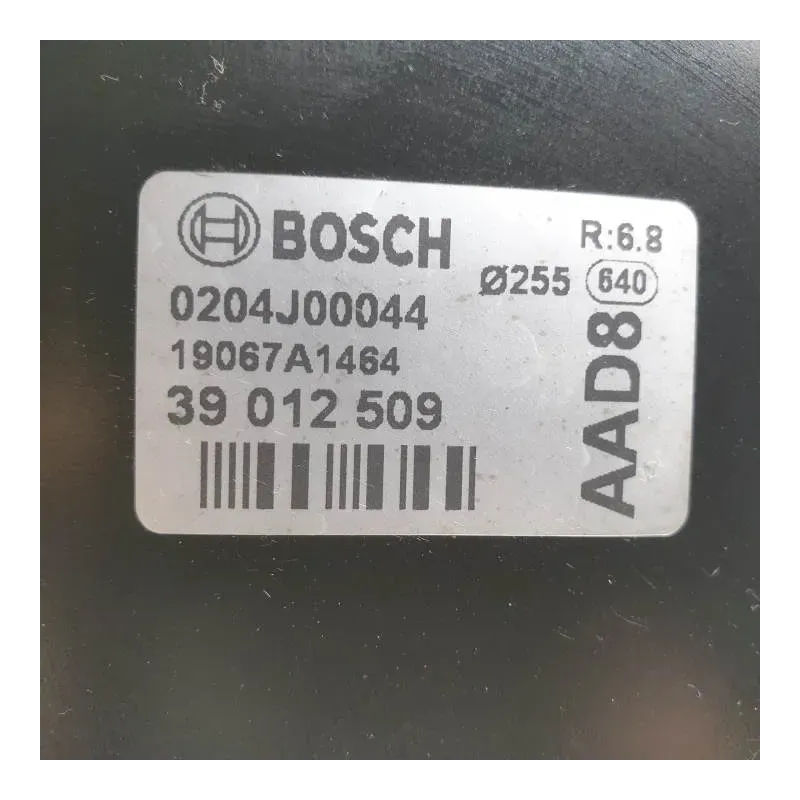 BOSCH
R:6.8
Ø255 640
0204J00044
19067A1464
39 012 509
AAD8